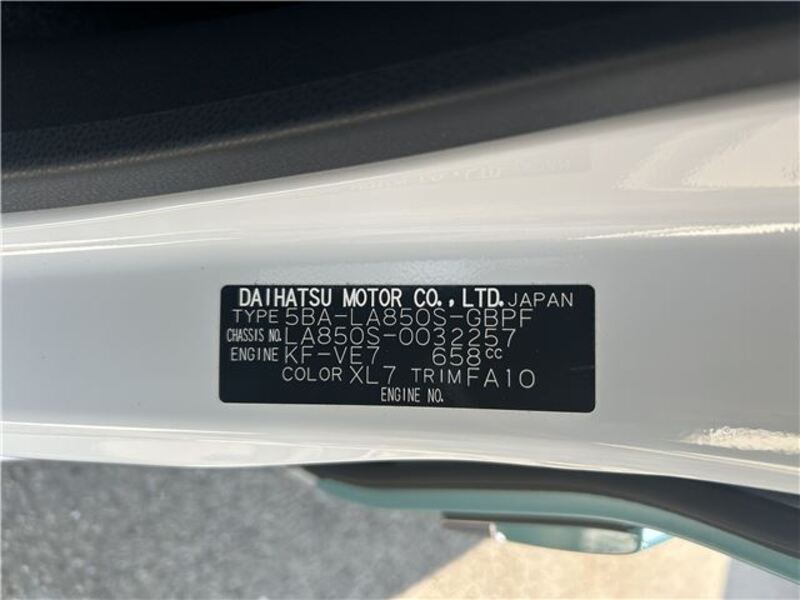 DAIHATSU MOTOR CO., LTD. JAPAN
TYPE 5BA-LA850S-GBPF
CHASSIS NO. LA850S-0032257
ENGINE KF-VE7 658cc
COLOR XL7 TRIM FA10
ENGINE NO.